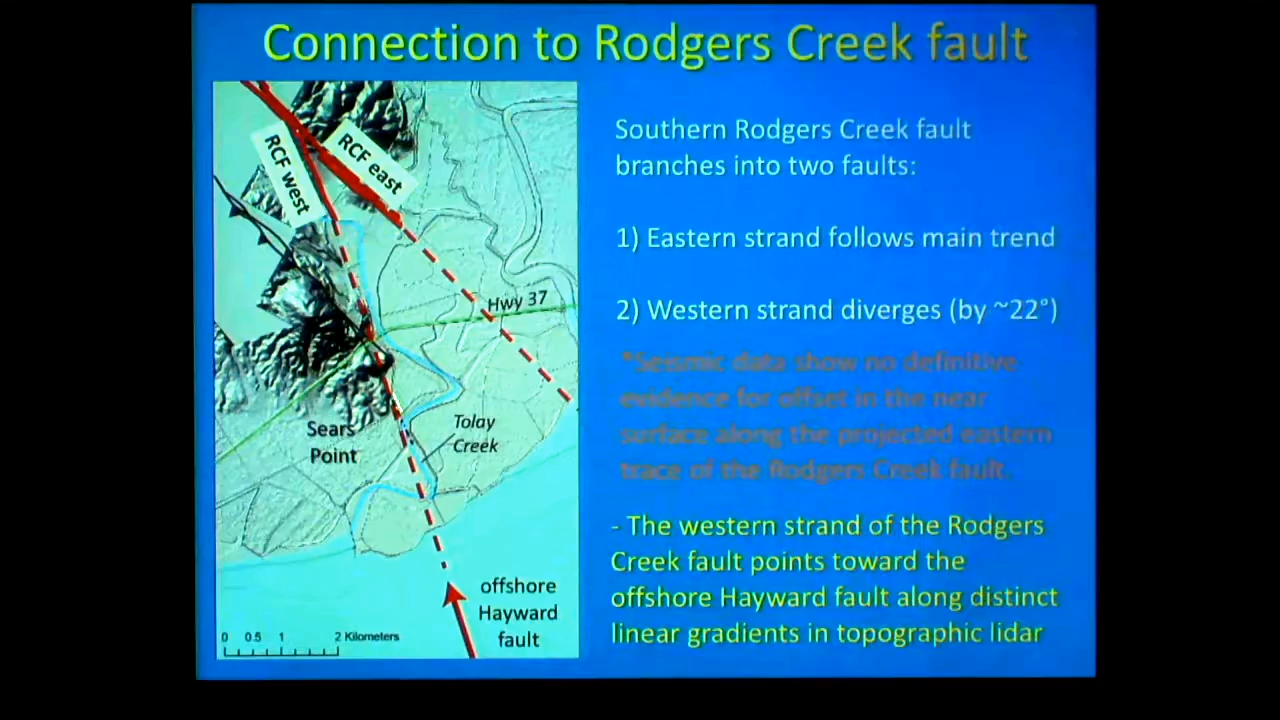 Connection to Rodgers Creek fault
RCF west
RCF east
Hwy 37
Sears
Point
Tolay
Creek
offshore
Hayward
fault
0 0.5 1 2 Kilometers
Southern Rodgers Creek fault
branches into two faults:
1) Eastern strand follows main trend
2) Western strand diverges (by ~22°)
*Seismic data show no definitive
evidence for offset in the near
surface along the projected eastern
trace of the Rodgers Creek fault.
- The western strand of the Rodgers
Creek fault points toward the
offshore Hayward fault along distinct
linear gradients in topographic lidar